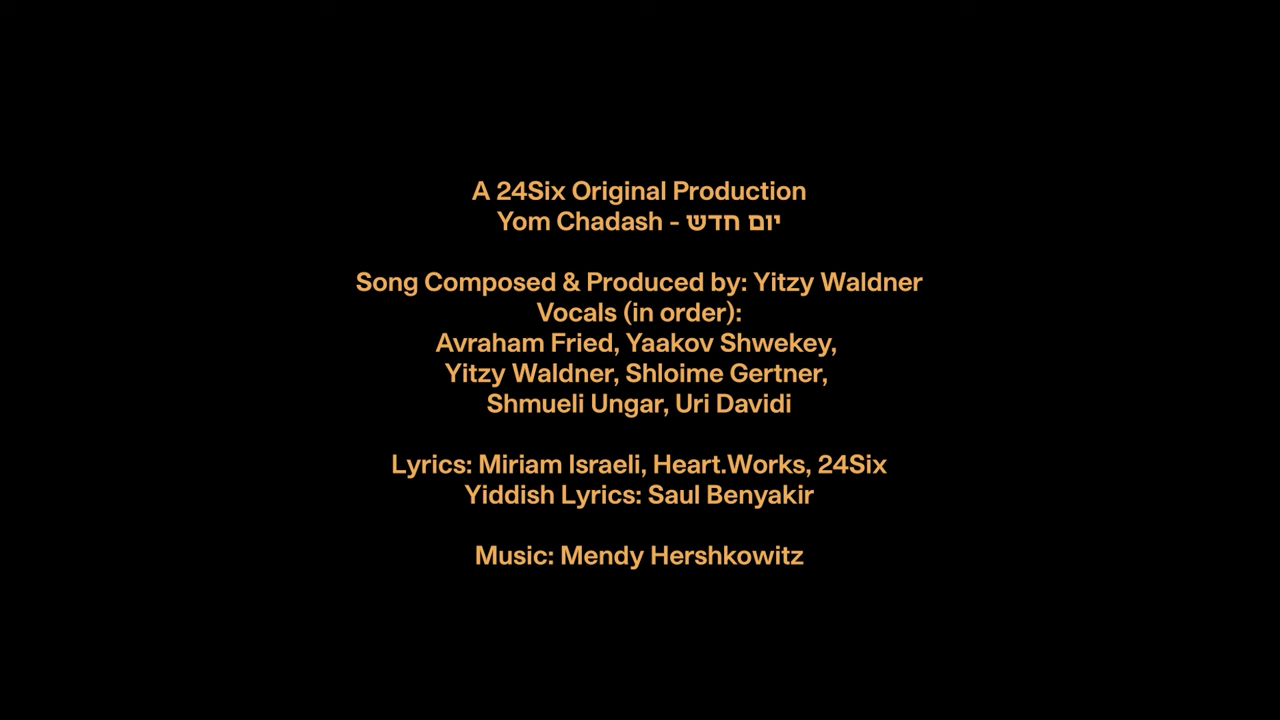 A 24Six Original Production
Yom Chadash - יום חדש
Song Composed & Produced by: Yitzy Waldner
Vocals (in order):
Avraham Fried, Yaakov Shwekey,
Yitzy Waldner, Shloime Gertner,
Shmueli Ungar, Uri Davidi
Lyrics: Miriam Israeli, Heart.Works, 24Six
Yiddish Lyrics: Saul Benyakir
Music: Mendy Hershkowitz